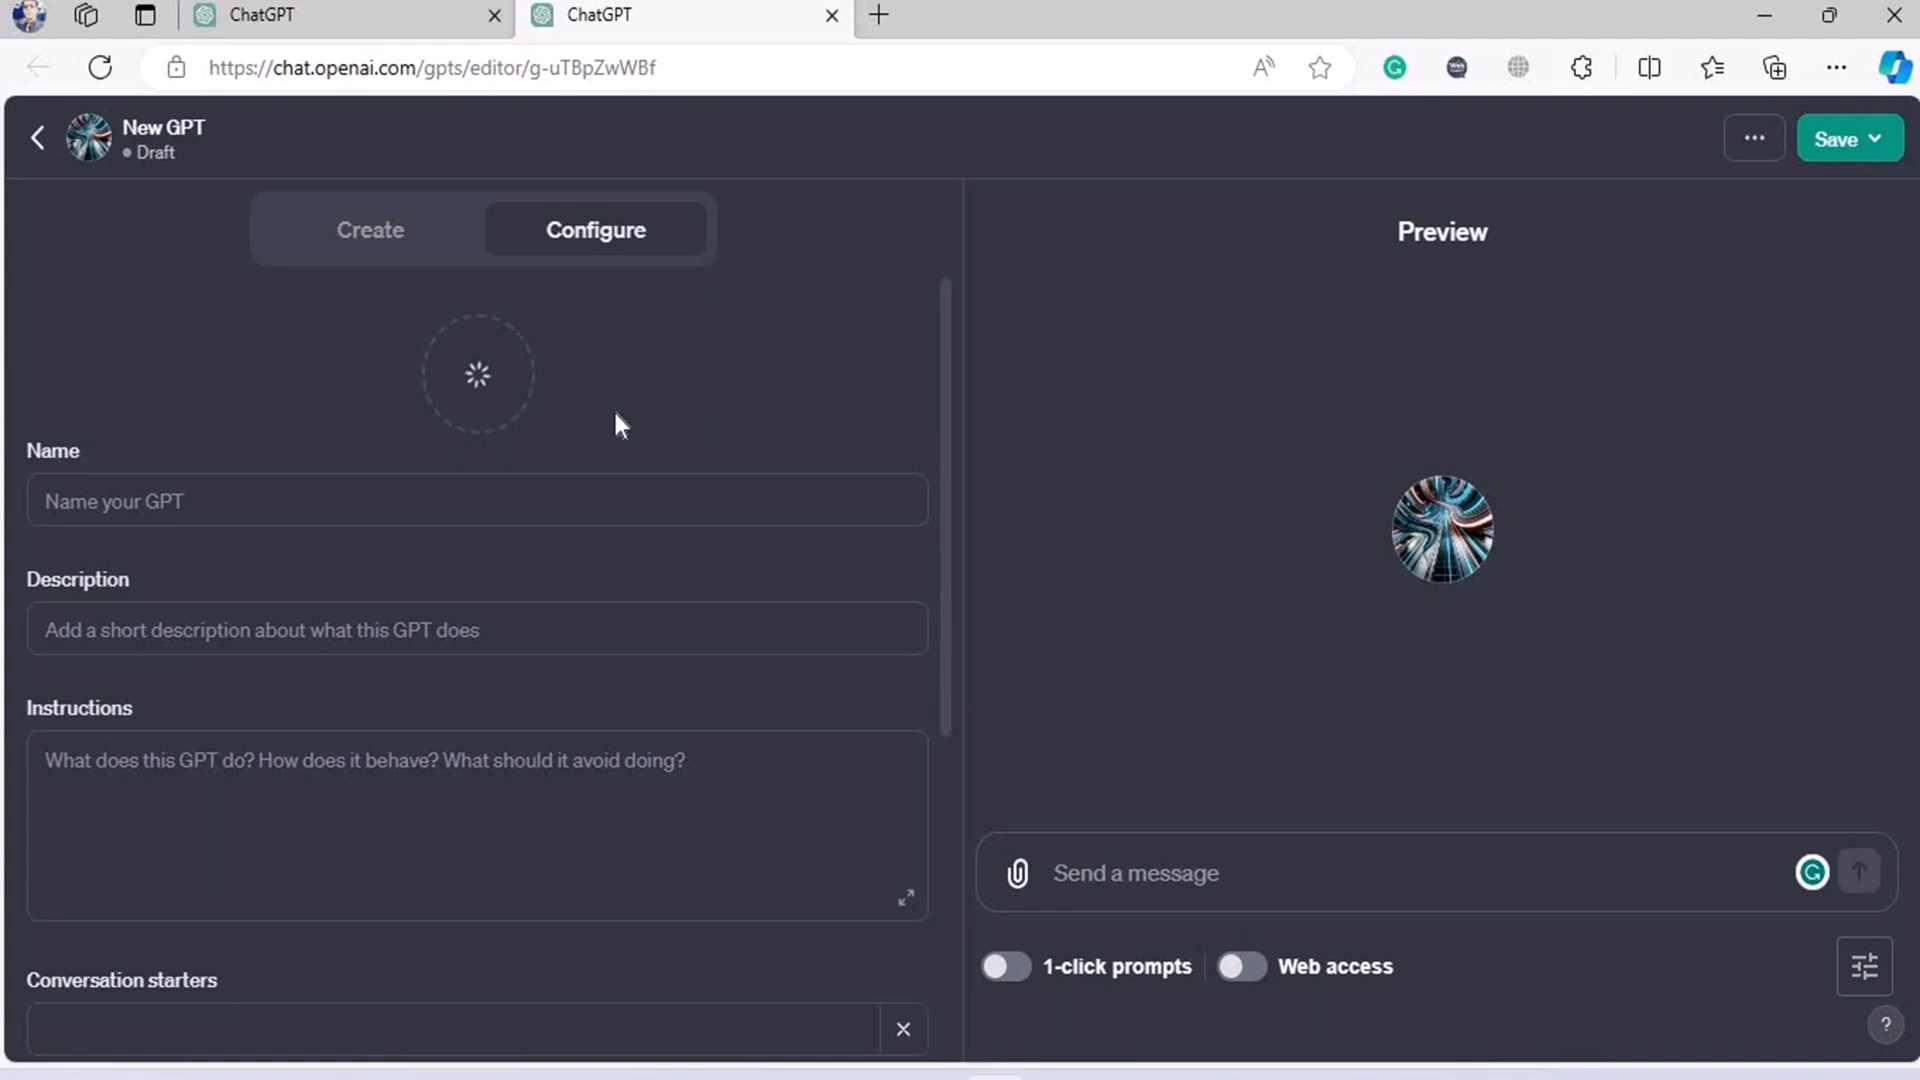 ChatGPT
ChatGPT
https://chat.openai.com/gpts/editor/g-uTBpZwWBf
New GPT
Draft
Save
Create
Configure
Preview
Name
Name your GPT
Description
Add a short description about what this GPT does
Instructions
What does this GPT do? How does it behave? What should it avoid doing?
Send a message
1-click prompts
Web access
Conversation starters
?